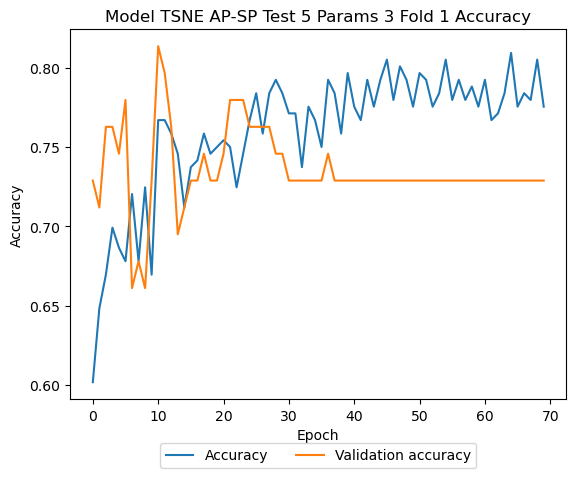 Model TSNE AP-SP Test 5 Params 3 Fold 1 Accuracy
0.80
0.75
0.70
0.65
0.60
Accuracy
0 10 20 30 40 50 60 70
Epoch
Accuracy Validation accuracy